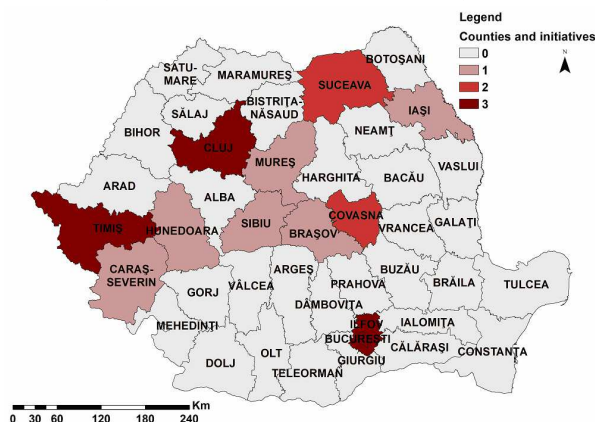 Legend
Counties and initiatives
0
1
2
3
N
BOTOŞANI
SATU-
MARE
MARAMUREŞ
SUCEAVA
BISTRIŢA-
NĂSAUD
SĂLAJ
IAŞI
BIHOR
CLUJ
NEAMŢ
MUREŞ
VASLUI
HARGHITA
BACĂU
ARAD
ALBA
COVASNA
TIMIŞ
HUNEDOARA
SIBIU
BRAŞOV
VRANCEA
GALAŢI
CARAŞ-
SEVERIN
ARGEŞ
BUZĂU
GORJ
VÂLCEA
PRAHOVA
BRĂILA
TULCEA
DÂMBOVIŢA
MEHEDINŢI
ILFOV
IALOMIŢA
BUCUREŞTI
CĂLĂRAŞI
CONSTANŢA
OLT
GIURGIU
DOLJ
TELEORMAN
Km
0 15 30 60 120 180 240